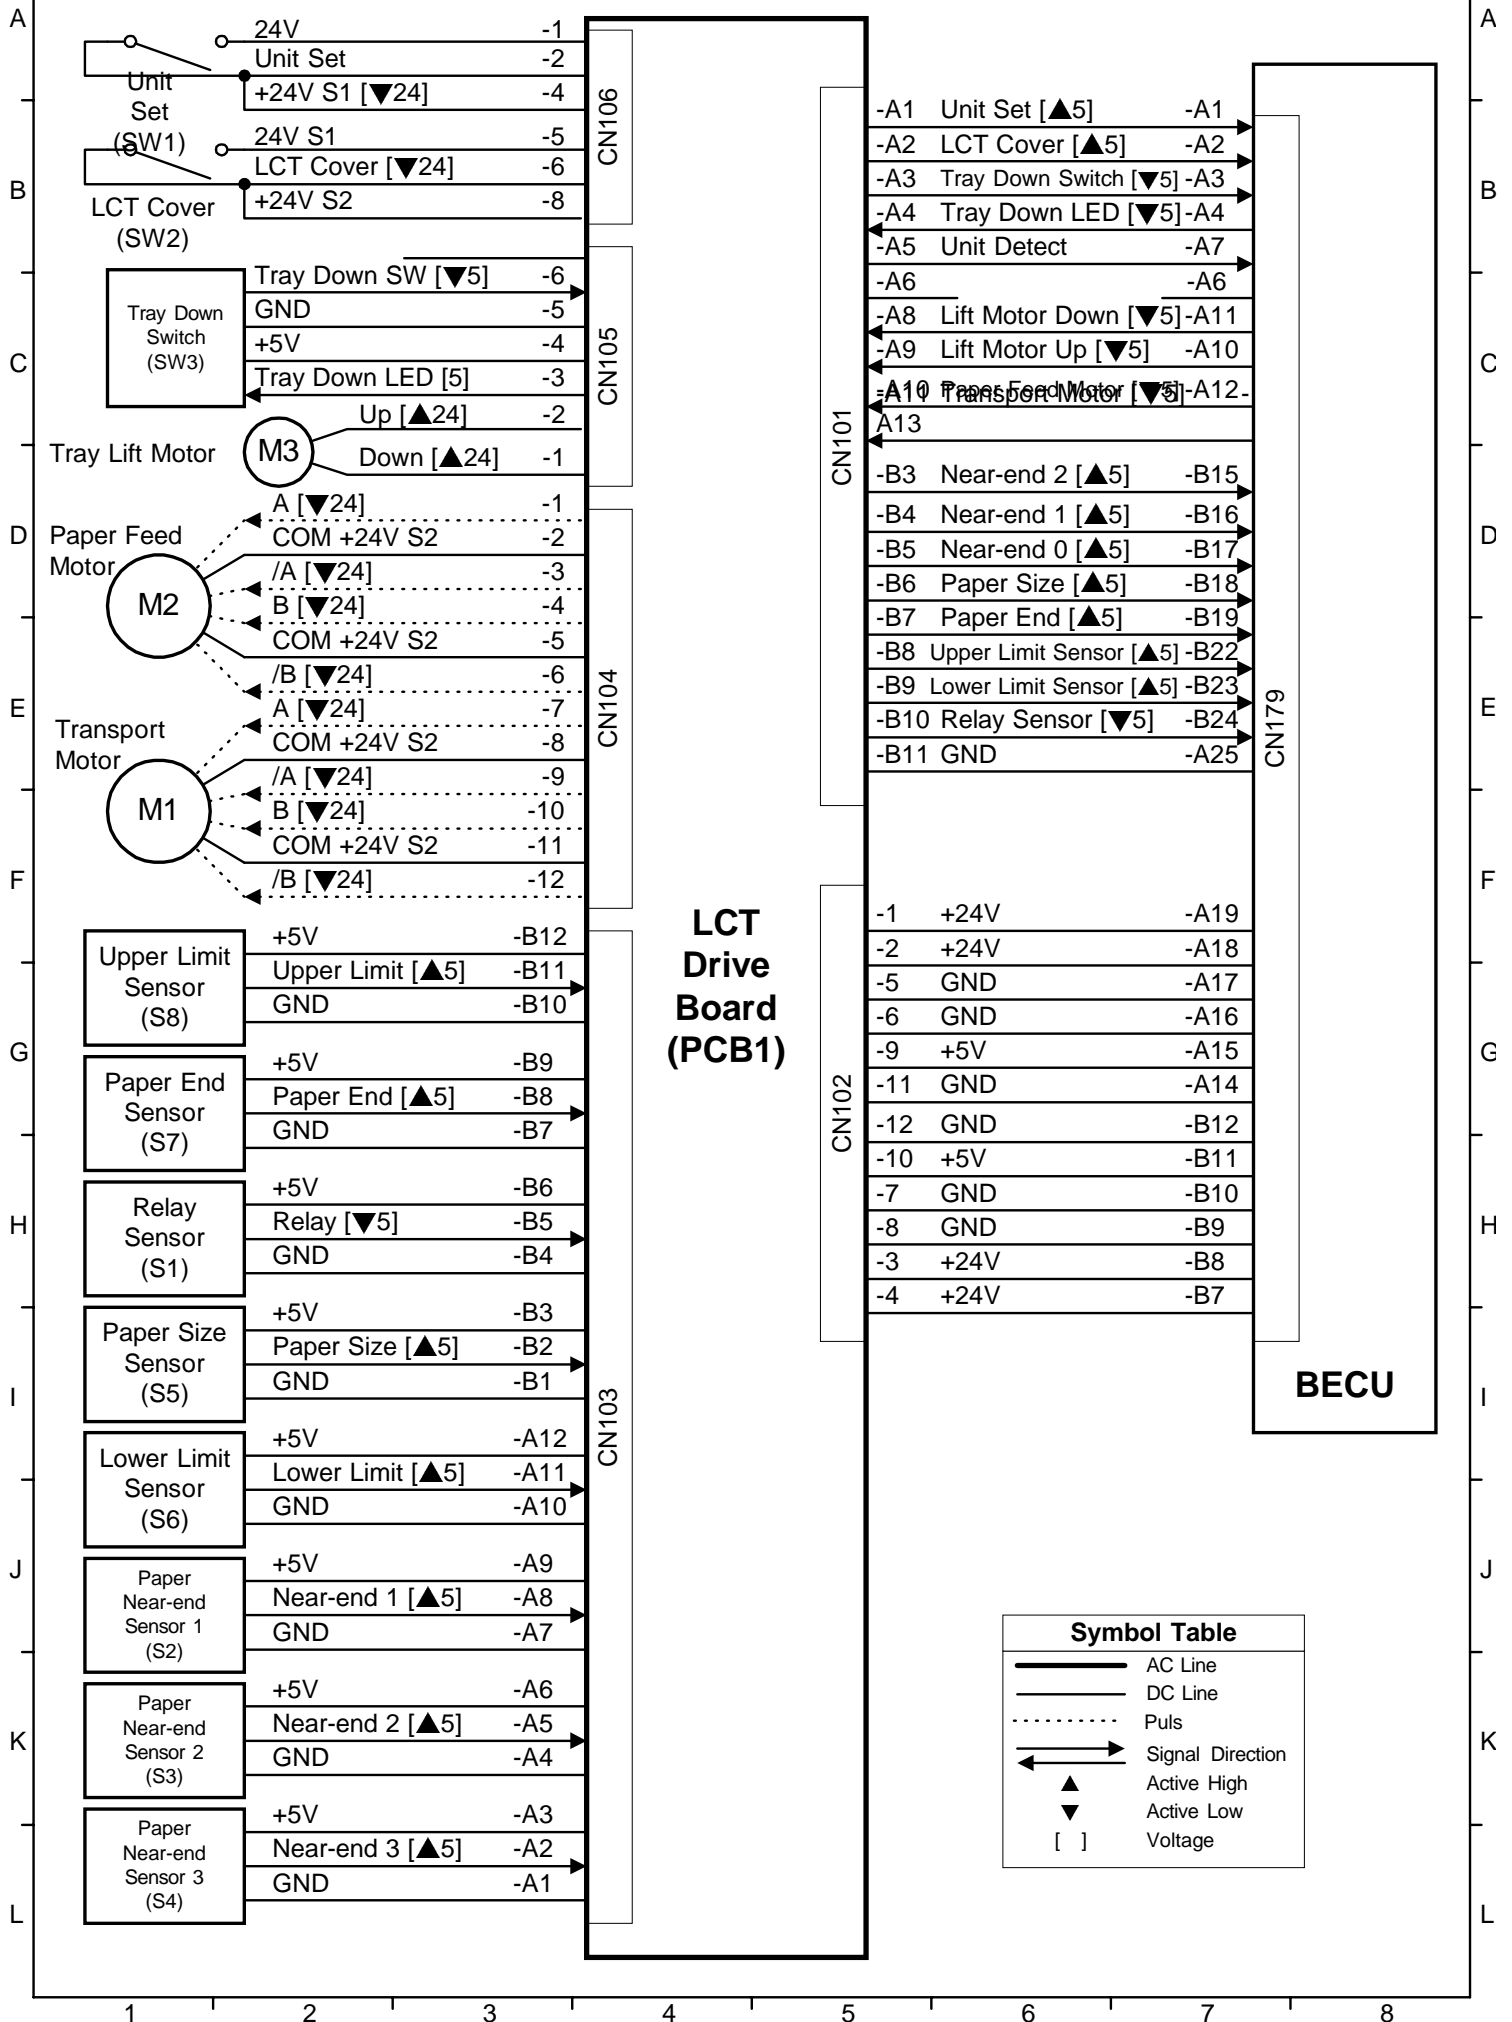 A A
24V -1
Unit Set -2
+24V S1 [▼24] -4
Unit
Set
(SW1)
24V S1 -5
LCT Cover [▼24] -6
+24V S2 -8
LCT Cover
(SW2)
CN106
B B
Tray Down
Switch
(SW3)
Tray Down SW [▼5] -6
GND -5
+5V -4
Tray Down LED [5] -3
Up [▲24] -2
Down [▲24] -1
Tray Lift Motor M3
CN105
C C
Paper Feed
Motor
M2
A [▼24] -1
COM +24V S2 -2
/A [▼24] -3
B [▼24] -4
COM +24V S2 -5
/B [▼24] -6
D D
Transport
Motor
M1
A [▼24] -7
COM +24V S2 -8
/A [▼24] -9
B [▼24] -10
COM +24V S2 -11
/B [▼24] -12
CN104
E E
F F
Upper Limit
Sensor
(S8)
+5V -B12
Upper Limit [▲5] -B11
GND -B10
G G
Paper End
Sensor
(S7)
+5V -B9
Paper End [▲5] -B8
GND -B7
Relay
Sensor
(S1)
+5V -B6
Relay [▼5] -B5
GND -B4
H H
Paper Size
Sensor
(S5)
+5V -B3
Paper Size [▲5] -B2
GND -B1
I I
Lower Limit
Sensor
(S6)
+5V -A12
Lower Limit [▲5] -A11
GND -A10
CN103
Paper
Near-end
Sensor 1
(S2)
+5V -A9
Near-end 1 [▲5] -A8
GND -A7
J J
Paper
Near-end
Sensor 2
(S3)
+5V -A6
Near-end 2 [▲5] -A5
GND -A4
K K
Paper
Near-end
Sensor 3
(S4)
+5V -A3
Near-end 3 [▲5] -A2
GND -A1
L L
LCT
Drive
Board
(PCB1)
CN101
-A1 Unit Set [▲5] -A1
-A2 LCT Cover [▲5] -A2
-A3 Tray Down Switch [▼5] -A3
-A4 Tray Down LED [▼5] -A4
-A5 Unit Detect -A7
-A6 -A6
-A8 Lift Motor Down [▼5] -A11
-A9 Lift Motor Up [▼5] -A10
-A10 Paper Feed Motor [▼5] -A12
-A11 Transport Motor [▼5] -
A13
-B3 Near-end 2 [▲5] -B15
-B4 Near-end 1 [▲5] -B16
-B5 Near-end 0 [▲5] -B17
-B6 Paper Size [▲5] -B18
-B7 Paper End [▲5] -B19
-B8 Upper Limit Sensor [▲5] -B22
-B9 Lower Limit Sensor [▲5] -B23
-B10 Relay Sensor [▼5] -B24
-B11 GND -A25
CN179
CN102
-1 +24V -A19
-2 +24V -A18
-5 GND -A17
-6 GND -A16
-9 +5V -A15
-11 GND -A14
-12 GND -B12
-10 +5V -B11
-7 GND -B10
-8 GND -B9
-3 +24V -B8
-4 +24V -B7
BECU
Symbol Table
AC Line
DC Line
Puls
Signal Direction
▲ Active High
▼ Active Low
[ ] Voltage
1 2 3 4 5 6 7 8